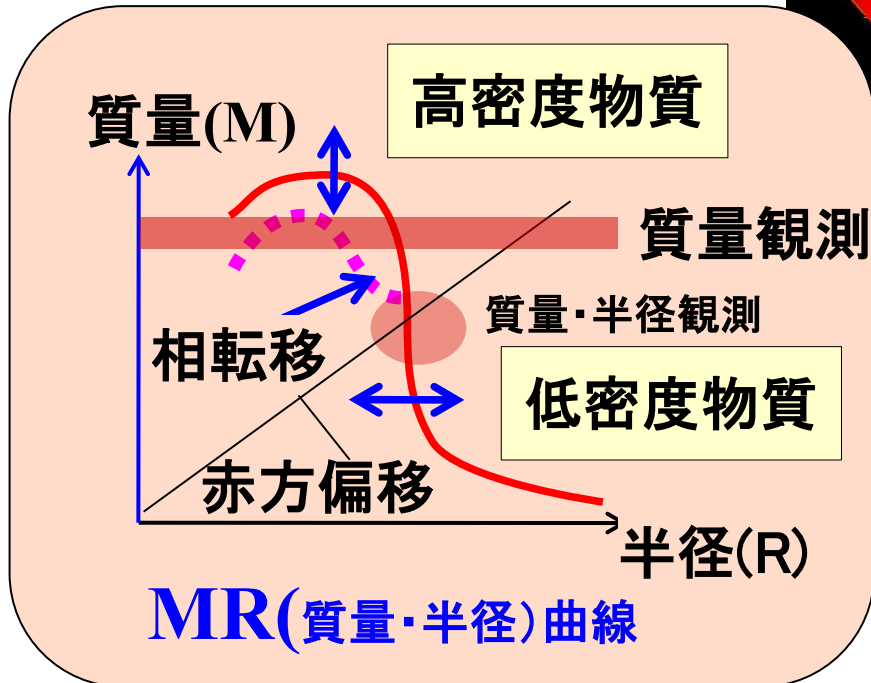 高密度物質
質量(M)
質量観測
質量・半径観測
相転移
低密度物質
赤方偏移
半径(R)
MR(質量・半径)曲線